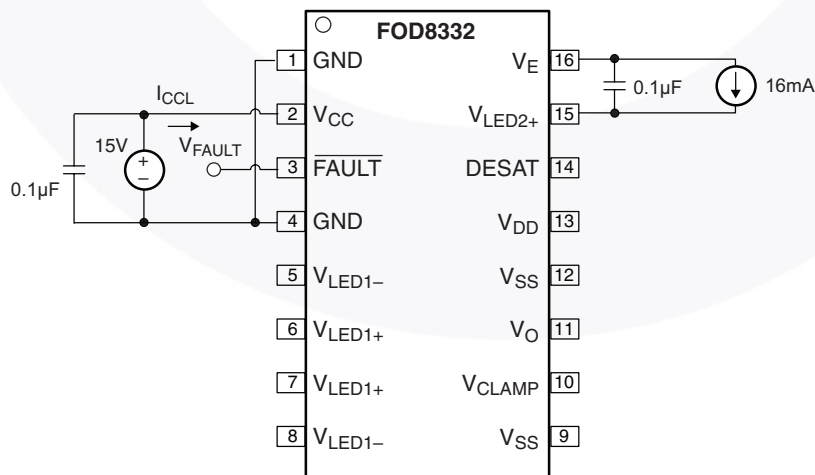 FOD8332
1 GND
2 VCC
3 FAULT
4 GND
5 VLED1–
6 VLED1+
7 VLED1+
8 VLED1–
VE 16
VLED2+ 15
DESAT 14
VDD 13
VSS 12
VO 11
VCLAMP 10
VSS 9
ICCL
15V
+
–
VFAULT
0.1µF
0.1µF
16mA